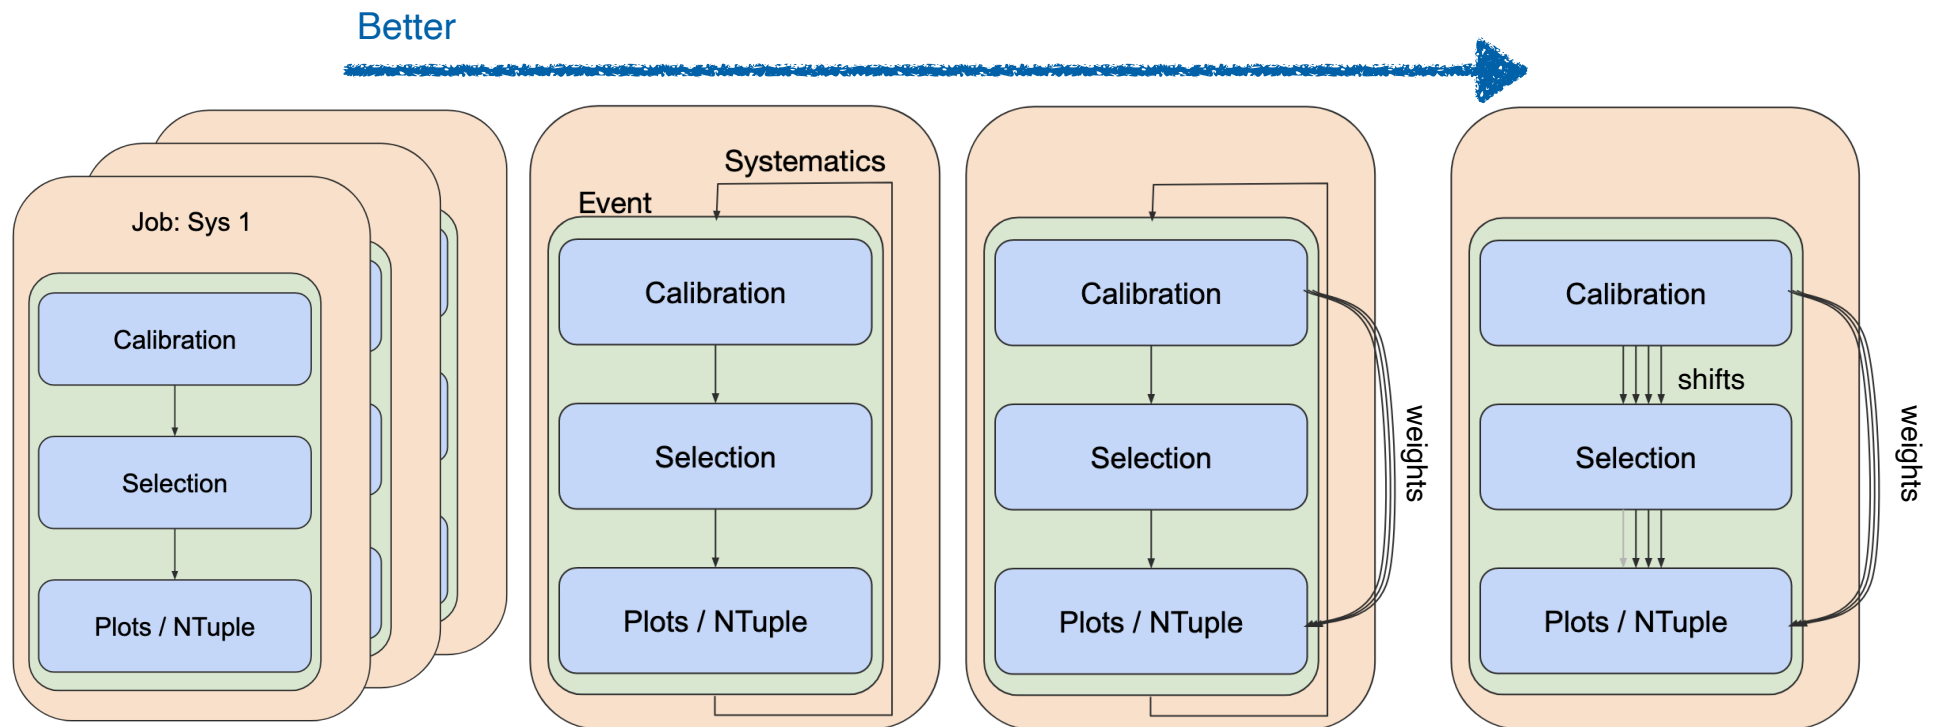 Better
Job: Sys 1
Calibration
Selection
Plots / NTuple
Systematics
Event
Calibration
Selection
Plots / NTuple
Calibration
Selection
Plots / NTuple
weights
Calibration
shifts
Selection
Plots / NTuple
weights